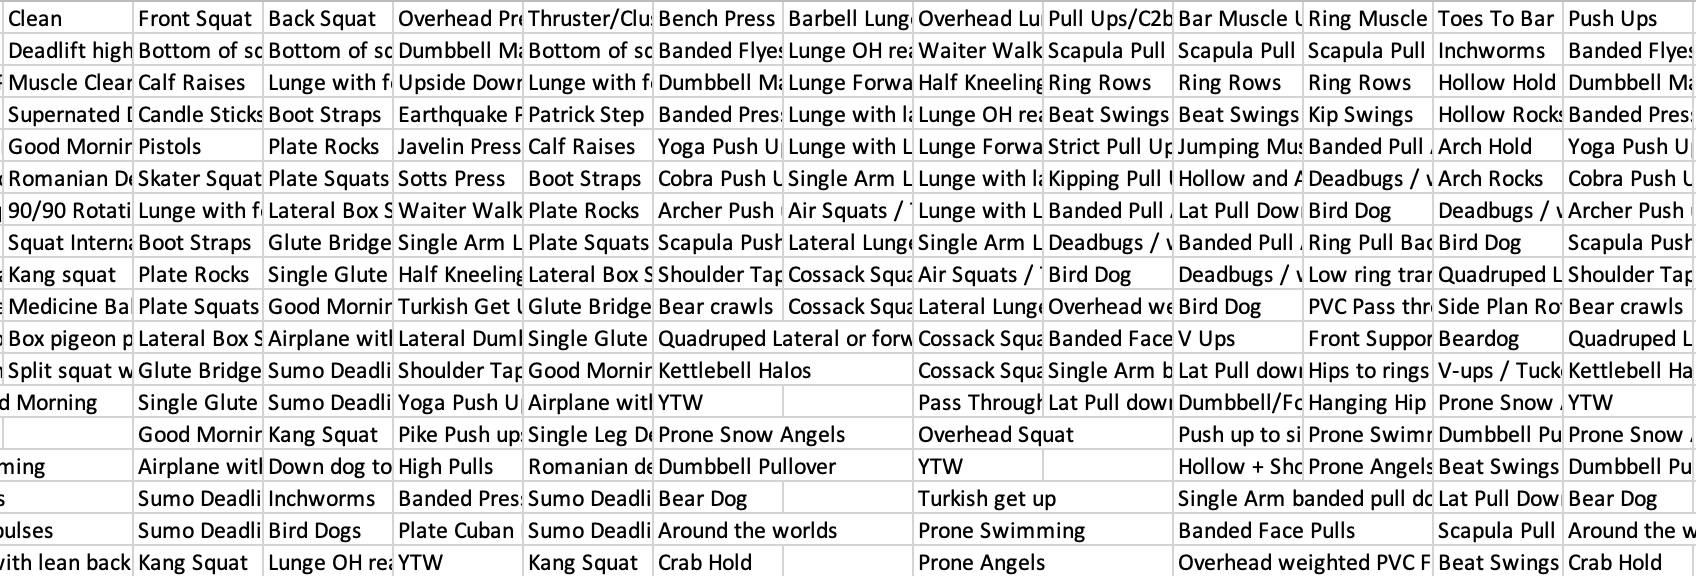 Clean Front Squat Back Squat Overhead Pre Thruster/Clu Bench Press Barbell Lung Overhead Lu Pull Ups/C2b Bar Muscle U Ring Muscle Toes To Bar Push Ups
Deadlift high Bottom of sq Bottom of sq Dumbbell Ma Bottom of sq Banded Flyes Lunge OH rea Waiter Walk Scapula Pull Scapula Pull Scapula Pull Inchworms Banded Flyes
Muscle Clear Calf Raises Lunge with f Upside Down Lunge with f Dumbbell Ma Lunge Forwa Half Kneeling Ring Rows Ring Rows Ring Rows Hollow Hold Dumbbell Ma
Supernated D Candle Sticks Boot Straps Earthquake P Patrick Step Banded Press Lunge with la Lunge OH rea Beat Swings Beat Swings Kip Swings Hollow Rocks Banded Press
Good Mornin Pistols Plate Rocks Javelin Press Calf Raises Yoga Push U Lunge with L Lunge Forwa Strict Pull Up Jumping Mus Banded Pull Arch Hold Yoga Push U
Romanian De Skater Squat Plate Squats Sotts Press Boot Straps Cobra Push U Single Arm L Lunge with la Kipping Pull Hollow and A Deadbugs / Arch Rocks Cobra Push U
90/90 Rotati Lunge with f Lateral Box S Waiter Walk Plate Rocks Archer Push Air Squats / Lunge with L Banded Pull Lat Pull Dow Bird Dog Deadbugs / Archer Push
Squat Interna Boot Straps Glute Bridge Single Arm L Plate Squats Scapula Push Lateral Lunge Single Arm L Deadbugs / Banded Pull Ring Pull Bac Bird Dog Scapula Push
Kang squat Plate Rocks Single Glute Half Kneeling Lateral Box S Shoulder Tap Cossack Squa Air Squats / Bird Dog Deadbugs / Low ring tran Quadruped L Shoulder Tap
Medicine Ba Plate Squats Good Mornin Turkish Get U Glute Bridge Bear crawls Cossack Squa Lateral Lunge Overhead we Bird Dog PVC Pass thr Side Plan Ro Bear crawls
Box pigeon p Lateral Box S Airplane with Lateral Dumb Single Glute Quadruped Lateral or forw Cossack Squa Banded Face V Ups Front Suppor Beardog Quadruped L
Split squat w Glute Bridge Sumo Deadli Shoulder Tap Good Mornin Kettlebell Halos Cossack Squa Single Arm b Lat Pull down Hips to rings V-ups / Tuck Kettlebell Ha
d Morning Single Glute Sumo Deadli Yoga Push U Airplane with YTW Pass Through Lat Pull down Dumbbell/Fo Hanging Hip Prone Snow YTW
Good Mornin Kang Squat Pike Push ups Single Leg De Prone Snow Angels Overhead Squat Push up to si Prone Swimm Dumbbell Pu Prone Snow
ming Airplane with Down dog to High Pulls Romanian de Dumbbell Pullover YTW Hollow + Sho Prone Angels Beat Swings Dumbbell Pu
s Sumo Deadli Inchworms Banded Press Sumo Deadli Bear Dog Turkish get up Single Arm banded pull do Lat Pull Dow Bear Dog
pulses Sumo Deadli Bird Dogs Plate Cuban Sumo Deadli Around the worlds Prone Swimming Banded Face Pulls Scapula Pull Around the w
with lean back Kang Squat Lunge OH rea YTW Kang Squat Crab Hold Prone Angels Overhead weighted PVC F Beat Swings Crab Hold